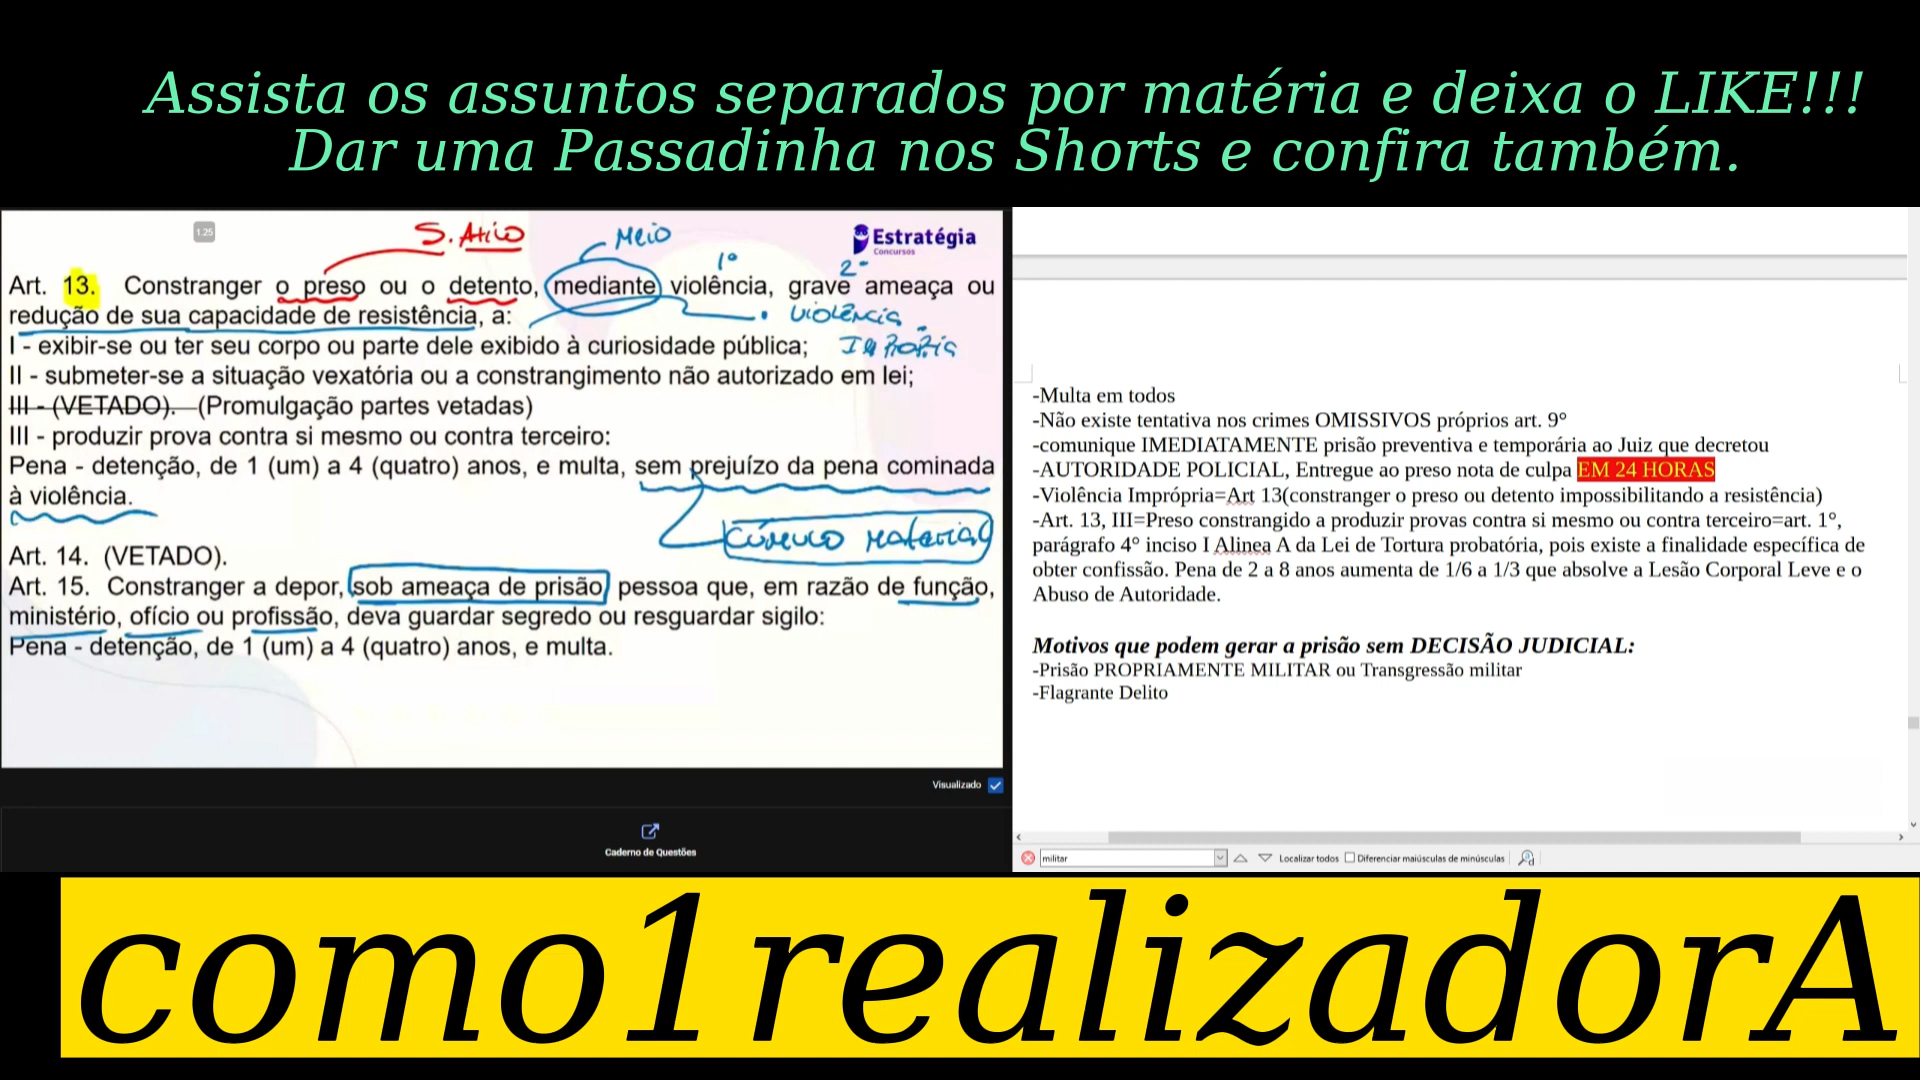 Assista os assuntos separados por matéria e deixa o LIKE!!!
Dar uma Passadinha nos Shorts e confira também.
1.25
S. Ativo
Meio
Estratégia
Concursos
1º
2º
Art. 13. Constranger o preso ou o detento, mediante violência, grave ameaça ou
redução de sua capacidade de resistência, a:
violência
Imprópria
I - exibir-se ou ter seu corpo ou parte dele exibido à curiosidade pública;
II - submeter-se a situação vexatória ou a constrangimento não autorizado em lei;
III - (VETADO). (Promulgação partes vetadas)
III - produzir prova contra si mesmo ou contra terceiro:
Pena - detenção, de 1 (um) a 4 (quatro) anos, e multa, sem prejuízo da pena cominada
à violência.
cúmulo material
Art. 14. (VETADO).
Art. 15. Constranger a depor, sob ameaça de prisão, pessoa que, em razão de função,
ministério, ofício ou profissão, deva guardar segredo ou resguardar sigilo:
Pena - detenção, de 1 (um) a 4 (quatro) anos, e multa.
Visualizado
Caderno de Questões
-Multa em todos
-Não existe tentativa nos crimes OMISSIVOS próprios art. 9°
-comunique IMEDIATAMENTE prisão preventiva e temporária ao Juiz que decretou
-AUTORIDADE POLICIAL, Entregue ao preso nota de culpa EM 24 HORAS
-Violência Imprópria=Art 13(constranger o preso ou detento impossibilitando a resistência)
-Art. 13, III=Preso constrangido a produzir provas contra si mesmo ou contra terceiro=art. 1°,
parágrafo 4° inciso I Alinea A da Lei de Tortura probatória, pois existe a finalidade específica de
obter confissão. Pena de 2 a 8 anos aumenta de 1/6 a 1/3 que absolve a Lesão Corporal Leve e o
Abuso de Autoridade.
Motivos que podem gerar a prisão sem DECISÃO JUDICIAL:
-Prisão PROPRIAMENTE MILITAR ou Transgressão militar
-Flagrante Delito
militar
Localizar todos
Diferenciar maiúsculas de minúsculas
como1realizadorA